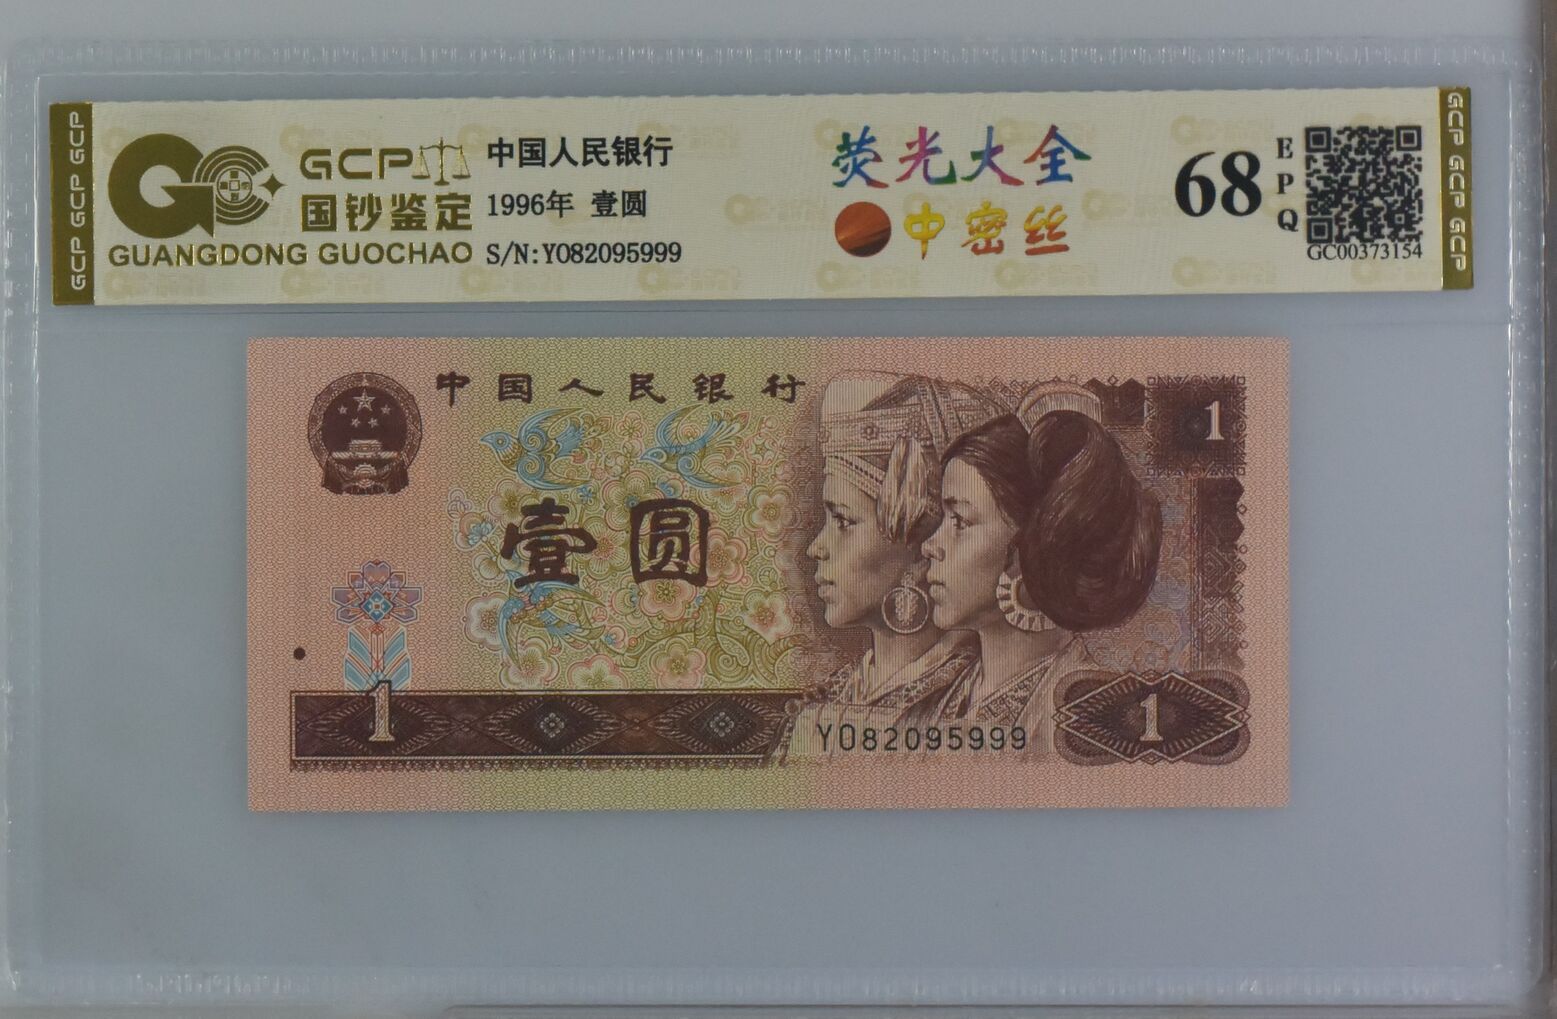 GCP GCP GCP
GCP
国钞鉴定
GUANGDONG GUOCHAO
中国人民银行
1996年 壹圆
S/N:YO82095999
荧光大全
中密丝
68
EPQ
GC00373154
GCP GCP GCP
中国人民银行
1
壹圆
1
YO82095999
1